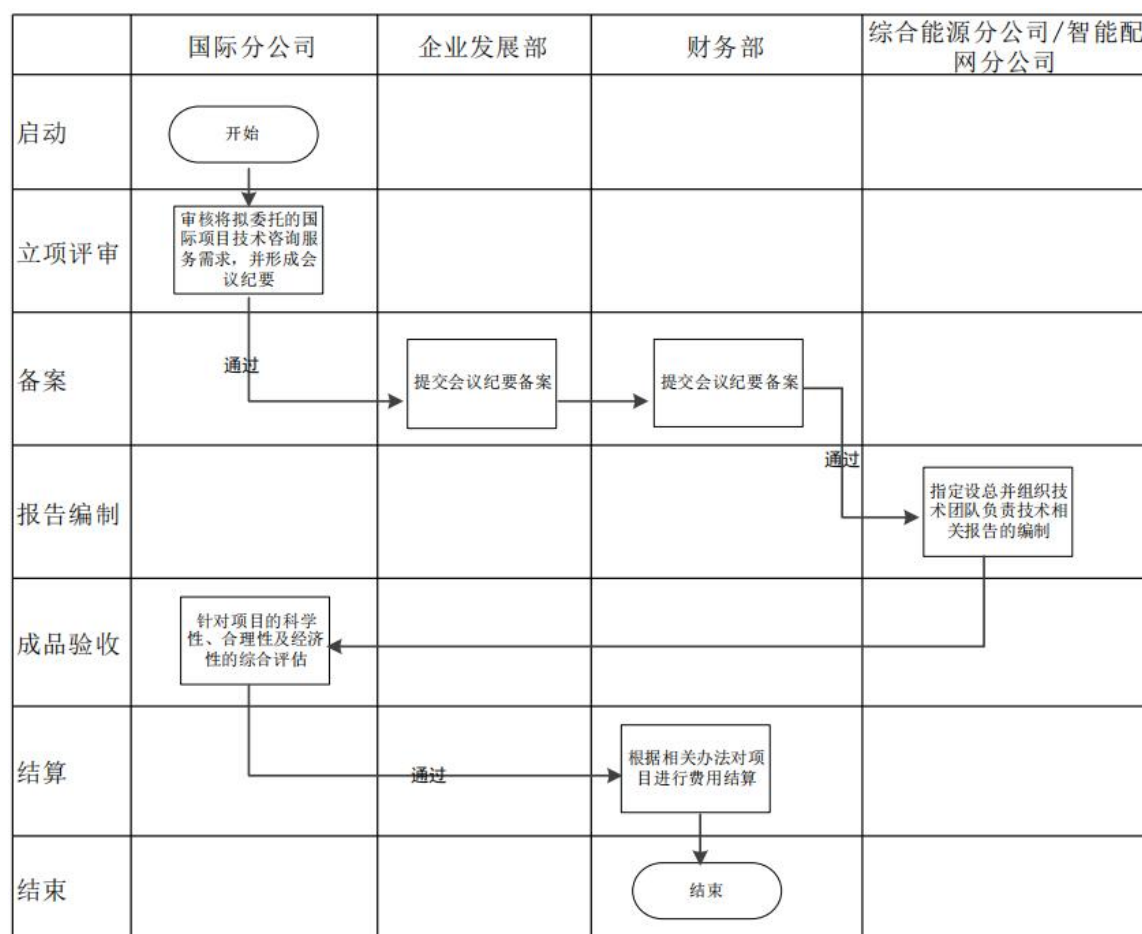 国际分公司
企业发展部
财务部
综合能源分公司/智能配
网分公司
启动
开始
立项评审
审核将拟委托的国
际项目技术咨询服
务需求，并形成会
议纪要
备案
通过
提交会议纪要备案
提交会议纪要备案
通过
报告编制
指定设总并组织技
术团队负责技术相
关报告的编制
成品验收
针对项目的科学
性、合理性及经济
性的综合评估
结算
通过
根据相关办法对项
目进行费用结算
结束
结束